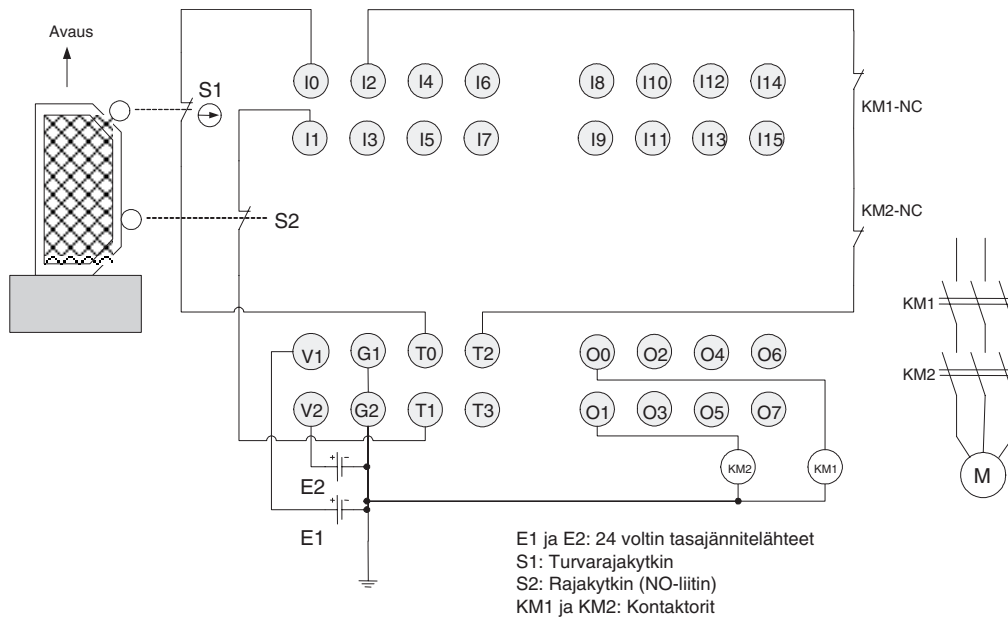 Avaus
S1
I0 I2 I4 I6 I8 I10 I12 I14
KM1-NC
I1 I3 I5 I7 I9 I11 I13 I15
S2
KM2-NC
KM1
V1 G1 T0 T2 O0 O2 O4 O6
KM2
V2 G2 T1 T3 O1 O3 O5 O7
+ -
E2
KM2 KM1
M
+ -
E1
E1 ja E2: 24 voltin tasajännitelähteet
S1: Turvarajakytkin
S2: Rajakytkin (NO-liitin)
KM1 ja KM2: Kontaktorit